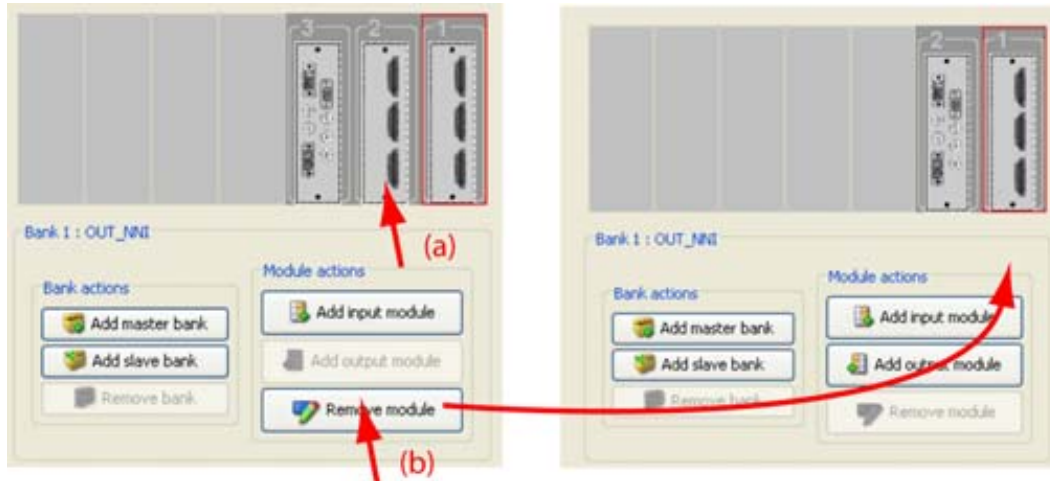 3 2 1
(a)
Bank 1 : OUT_NNI
Bank actions
Add master bank
Add slave bank
Remove bank
Module actions
Add input module
Add output module
Remove module
(b)
2 1
Bank 1 : OUT_NNI
Bank actions
Add master bank
Add slave bank
Remove bank
Module actions
Add input module
Add output module
Remove module